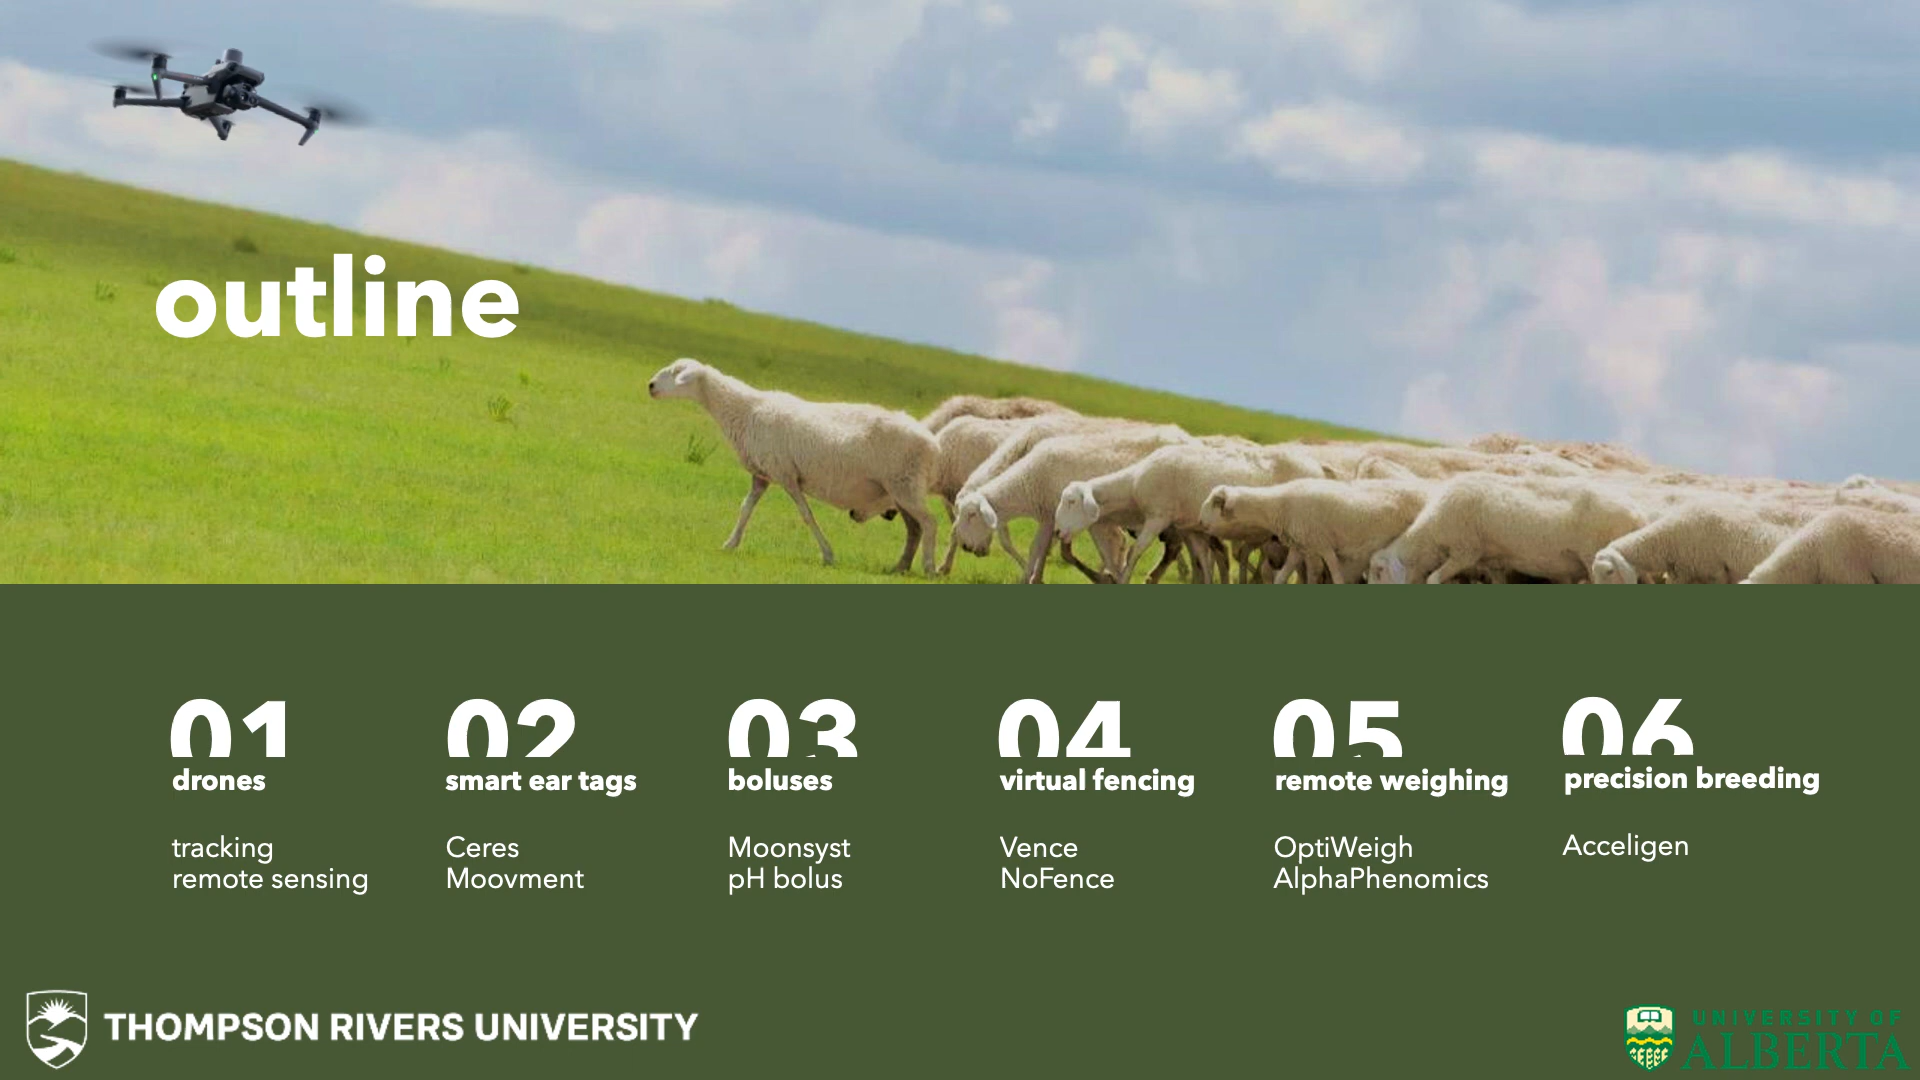 outline
01
drones
tracking
remote sensing
02
smart ear tags
Ceres
Moovment
03
boluses
Moonsyst
pH bolus
04
virtual fencing
Vence
NoFence
05
remote weighing
OptiWeigh
AlphaPhenomics
06
precision breeding
Acceligen
THOMPSON RIVERS UNIVERSITY
UNIVERSITY OF
ALBERTA